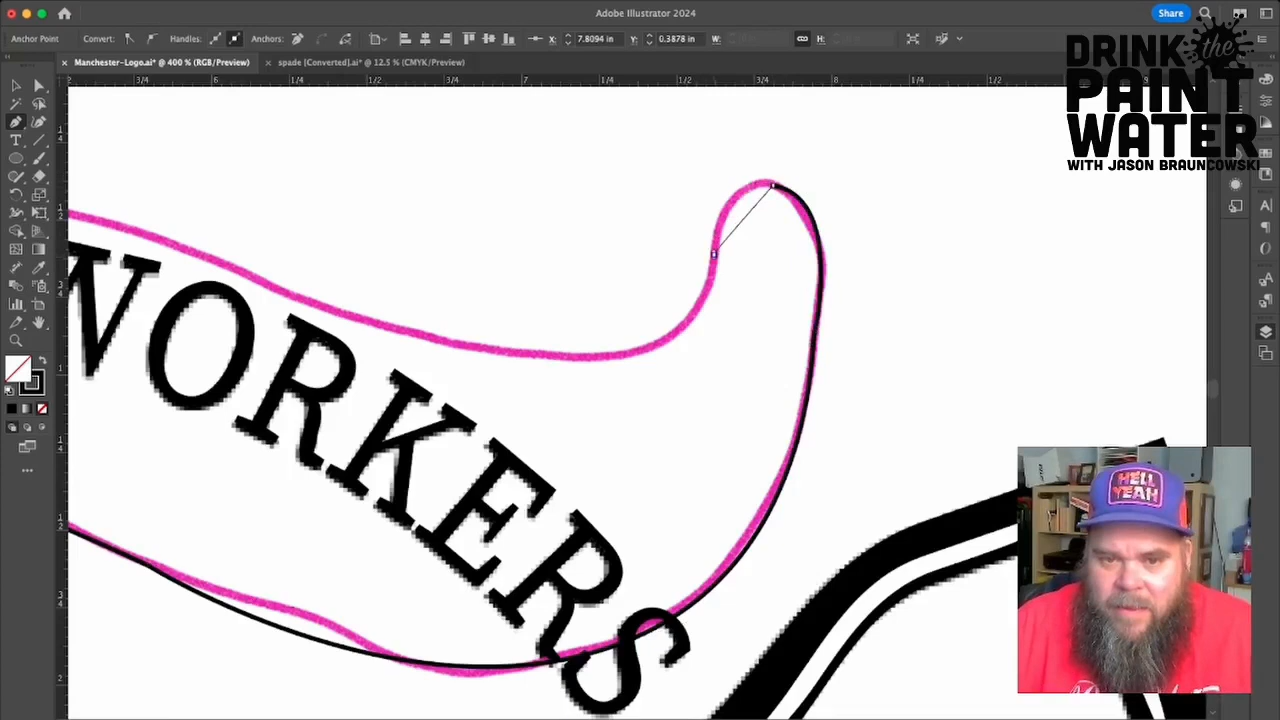 Adobe Illustrator 2024
Share
Anchor Point
Convert:
Handles:
Anchors:
X:
7.8094 in
Y:
0.3878 in
W:
H:
Manchester-Logo.ai* @ 400 % (RGB/Preview)
spade [Converted].ai* @ 12.5 % (CMYK/Preview)
DRINK the
PAINT
WATER
WITH JASON BRAUNCOWSKI
WORKERS
HELL
YEAH